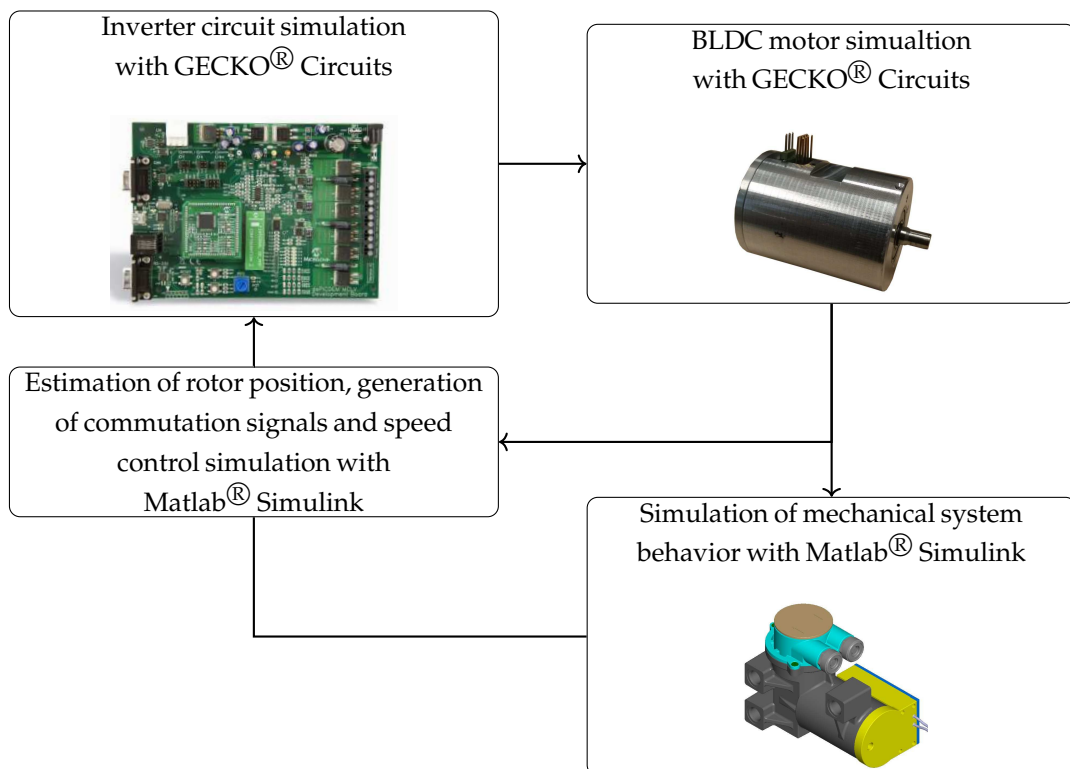 Inverter circuit simulation
with GECKO® Circuits
BLDC motor simualtion
with GECKO® Circuits
Estimation of rotor position, generation
of commutation signals and speed
control simulation with
Matlab® Simulink
Simulation of mechanical system
behavior with Matlab® Simulink